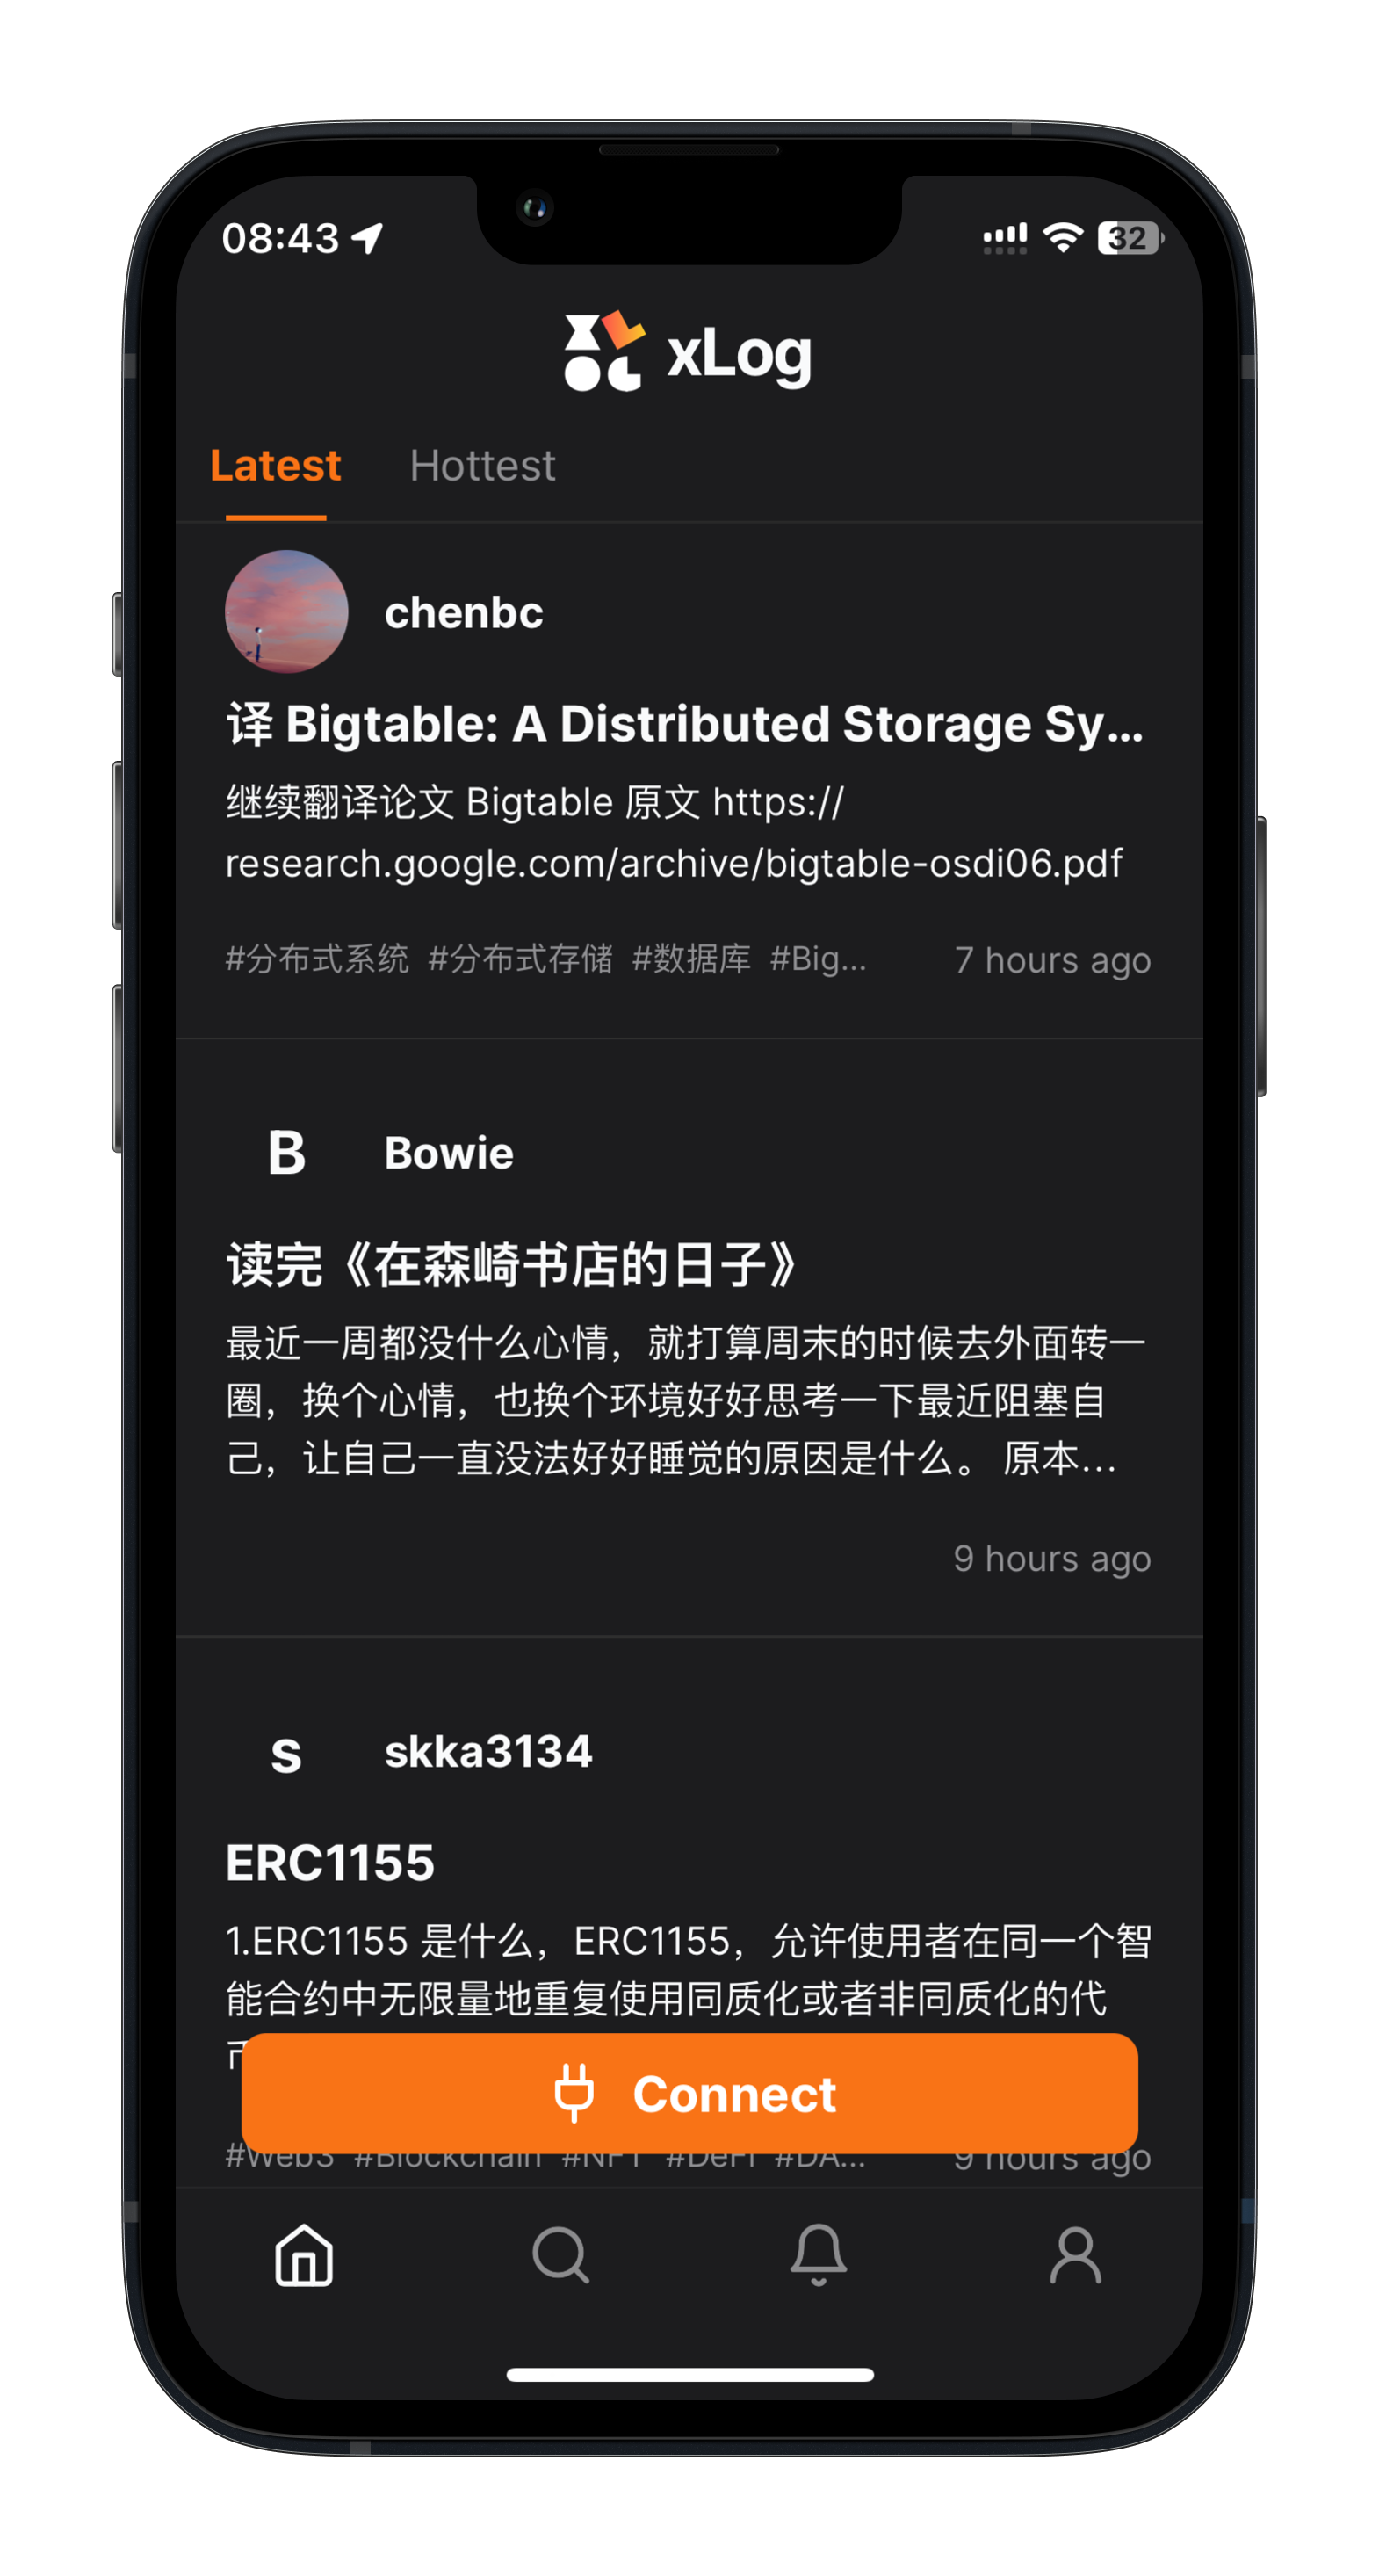 08:43
32
xLog
Latest
Hottest
chenbc
译 Bigtable: A Distributed Storage Sy...
继续翻译论文 Bigtable 原文 https://
research.google.com/archive/bigtable-osdi06.pdf
#分布式系统 #分布式存储 #数据库 #Big... 7 hours ago
B
Bowie
读完《在森崎书店的日子》
最近一周都没什么心情，就打算周末的时候去外面转一
圈，换个心情，也换个环境好好思考一下最近阻塞自
己，让自己一直没法好好睡觉的原因是什么。 原本...
9 hours ago
s
skka3134
ERC1155
1.ERC1155 是什么，ERC1155，允许使用者在同一个智
能合约中无限量地重复使用同质化或者非同质化的代
Connect
#Web3 #Blockchain #NFT #DeFi #DA... 9 hours ago